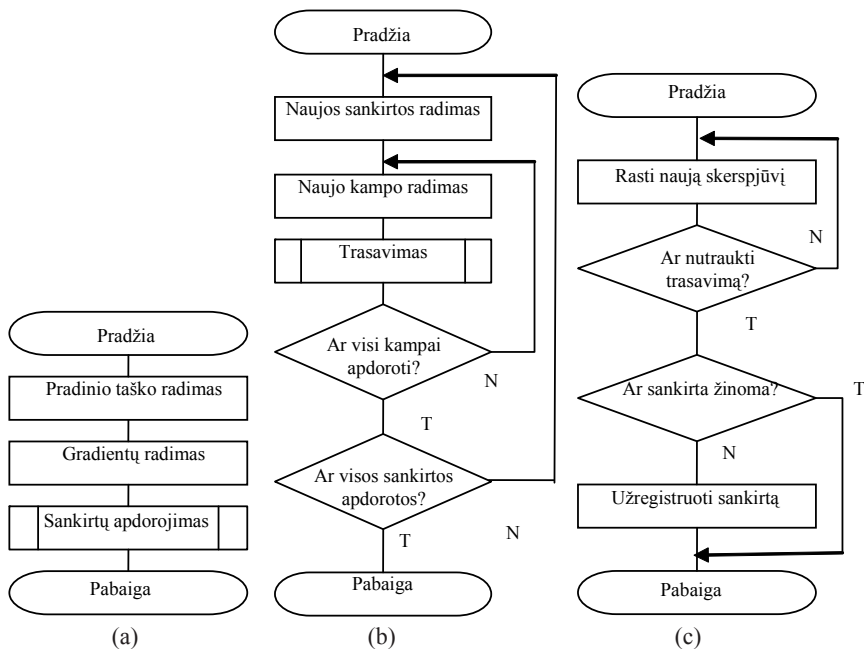 Pradžia
Pradinio taško radimas
Gradientų radimas
Sankirtų apdorojimas
Pabaiga
(a)
Pradžia
Naujos sankirtos radimas
Naujo kampo radimas
Trasavimas
Ar visi kampai
apdoroti?
N
T
Ar visos sankirtos
apdorotos?
T
N
Pabaiga
(b)
Pradžia
Rasti naują skerspjūvį
N
Ar nutraukti
trasavimą?
T
Ar sankirta žinoma?
T
N
Užregistruoti sankirtą
Pabaiga
(c)